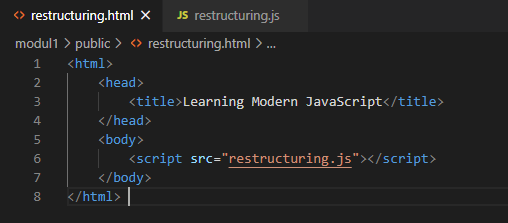 <> restructuring.html × JS restructuring.js
modul1 > public > <> restructuring.html > ...
1 <html>
2 <head>
3 <title>Learning Modern JavaScript</title>
4 </head>
5 <body>
6 <script src="restructuring.js"></script>
7 </body>
8 </html>